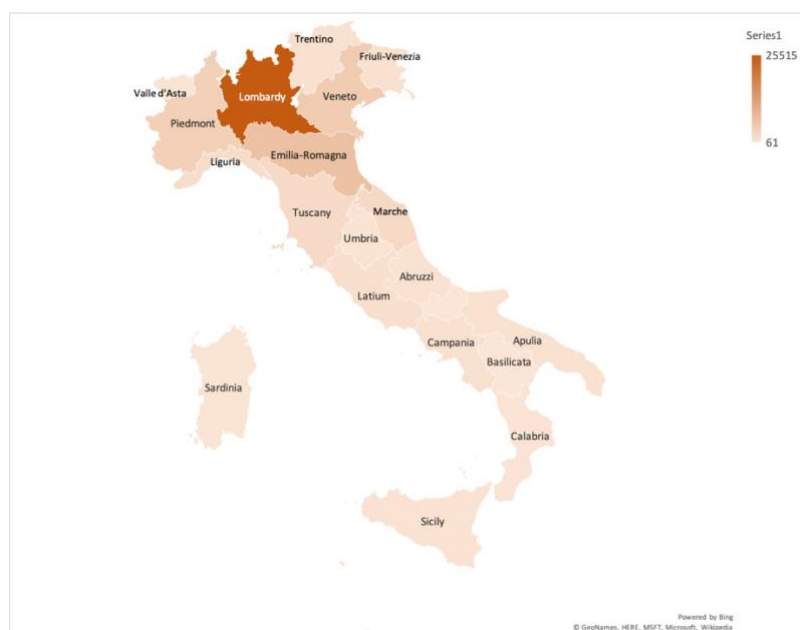 Series1
25515
61
Trentino
Friuli-Venezia
Valle d'Asta
Lombardy
Veneto
Piedmont
Emilia-Romagna
Liguria
Tuscany
Marche
Umbria
Abruzzi
Latium
Campania
Apulia
Basilicata
Sardinia
Calabria
Sicily
Powered by Bing
© GeoNames, HERE, MSFT, Microsoft, Wikipedia